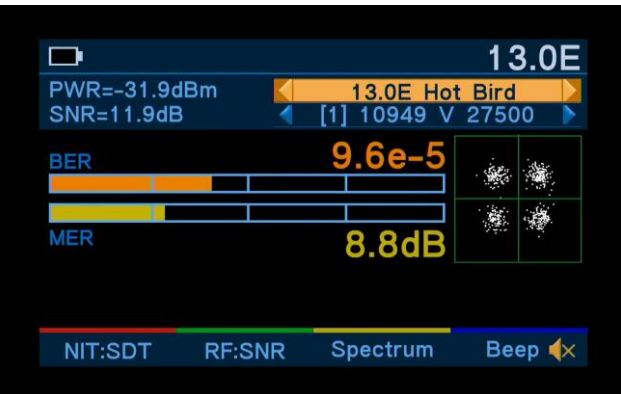 13.0E
PWR=-31.9dBm
13.0E Hot Bird
SNR=11.9dB
[1] 10949 V 27500
BER
9.6e-5
MER
8.8dB
NIT:SDT
RF:SNR
Spectrum
Beep